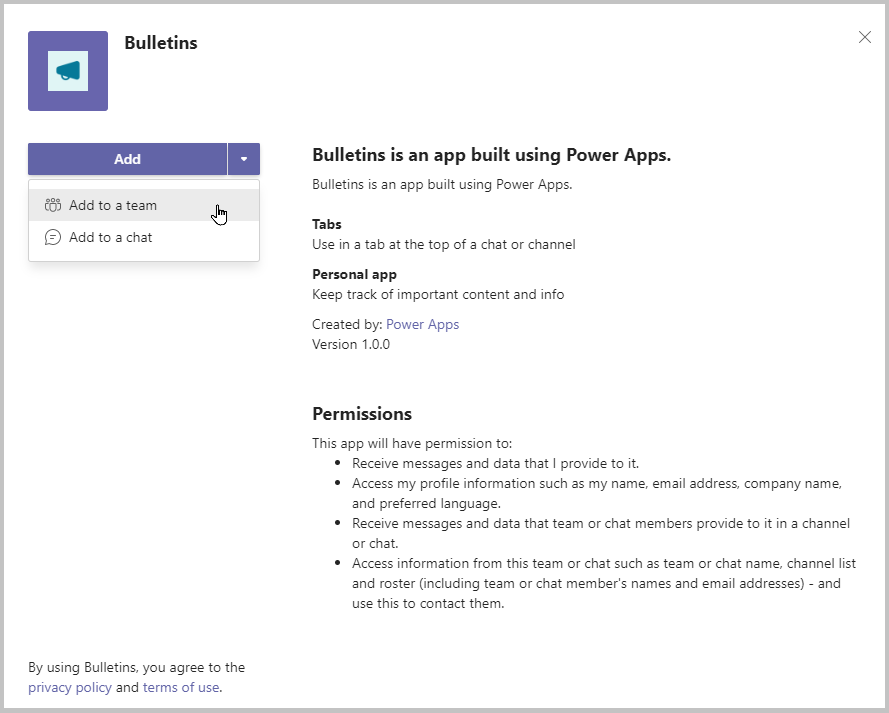 Bulletins
Add
Add to a team
Add to a chat
Bulletins is an app built using Power Apps.
Bulletins is an app built using Power Apps.
Tabs
Use in a tab at the top of a chat or channel
Personal app
Keep track of important content and info
Created by: Power Apps
Version 1.0.0
Permissions
This app will have permission to:
• Receive messages and data that I provide to it.
• Access my profile information such as my name, email address, company name,
and preferred language.
• Receive messages and data that team or chat members provide to it in a channel
or chat.
• Access information from this team or chat such as team or chat name, channel list
and roster (including team or chat member's names and email addresses) - and
use this to contact them.
By using Bulletins, you agree to the
privacy policy and terms of use.